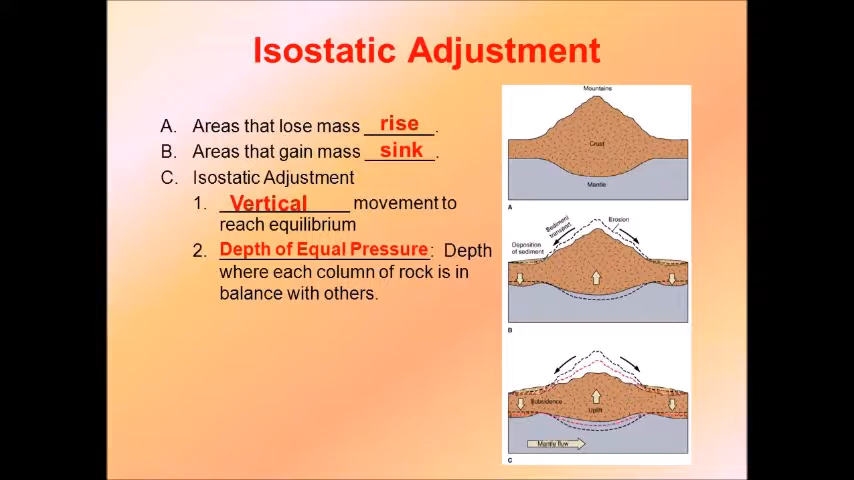 Isostatic Adjustment
A. Areas that lose mass rise.
B. Areas that gain mass sink.
C. Isostatic Adjustment
1. Vertical movement to
reach equilibrium
2. Depth of Equal Pressure: Depth
where each column of rock is in
balance with others.
Mountains
Crust
Mantle
A
Sediment
transport
Erosion
Deposition
of sediment
B
Subsidence
Uplift
Mantle flow
C